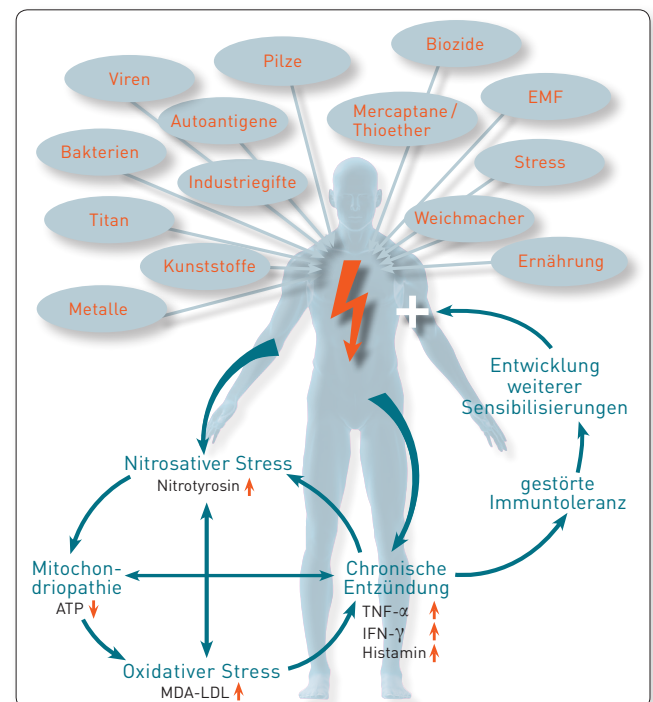 Biozide
Pilze
Viren
EMF
Mercaptane /
Thioether
Autoantigene
Bakterien
Stress
Industriegifte
Titan
Weichmacher
Kunststoffe
Ernährung
Metalle
Entwicklung
weiterer
Sensibilisierungen
Nitrosativer Stress
Nitrotyrosin
gestörte
Immuntoleranz
Mitochon-
driopathie
ATP
Chronische
Entzündung
TNF-α
IFN-γ
Histamin
Oxidativer Stress
MDA-LDL